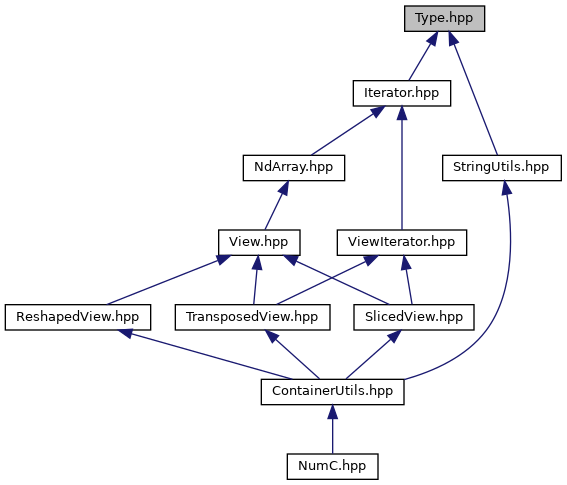 Type.hpp
Iterator.hpp
NdArray.hpp
StringUtils.hpp
View.hpp
ViewIterator.hpp
ReshapedView.hpp
TransposedView.hpp
SlicedView.hpp
ContainerUtils.hpp
NumC.hpp